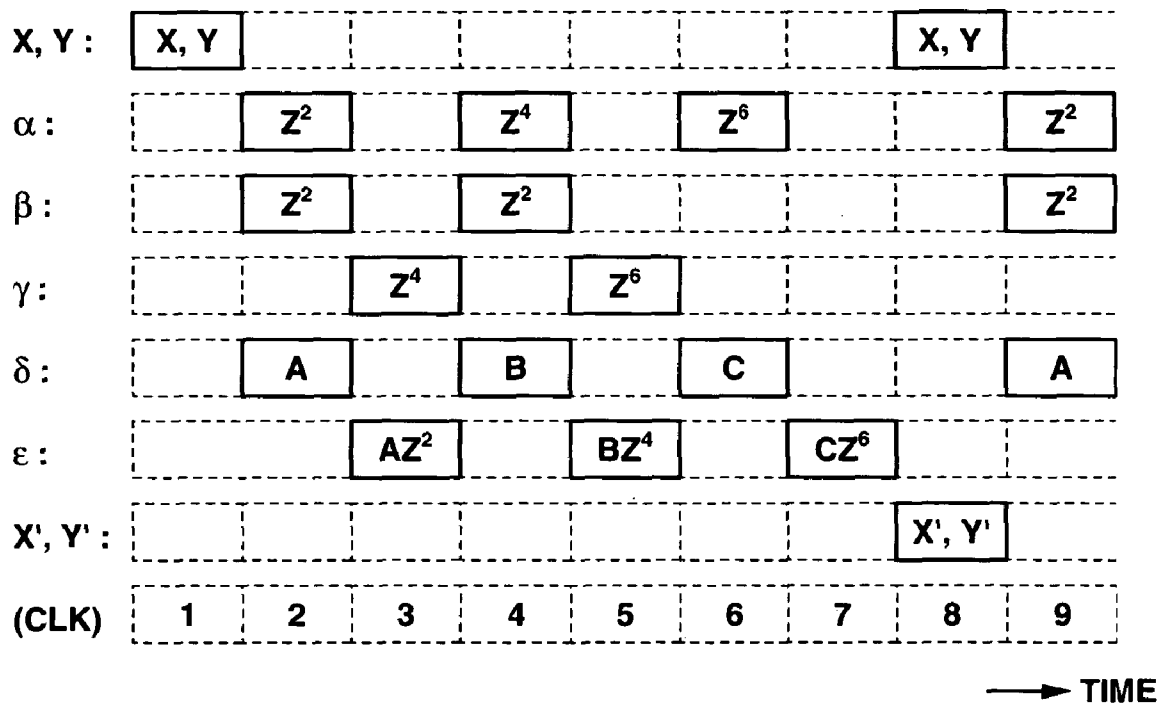 X, Y : X, Y X, Y
α : Z² Z⁴ Z⁶ Z²
β : Z² Z² Z²
γ : Z⁴ Z⁶
δ : A B C A
ε : AZ² BZ⁴ CZ⁶
X', Y' : X', Y'
(CLK) 1 2 3 4 5 6 7 8 9
TIME